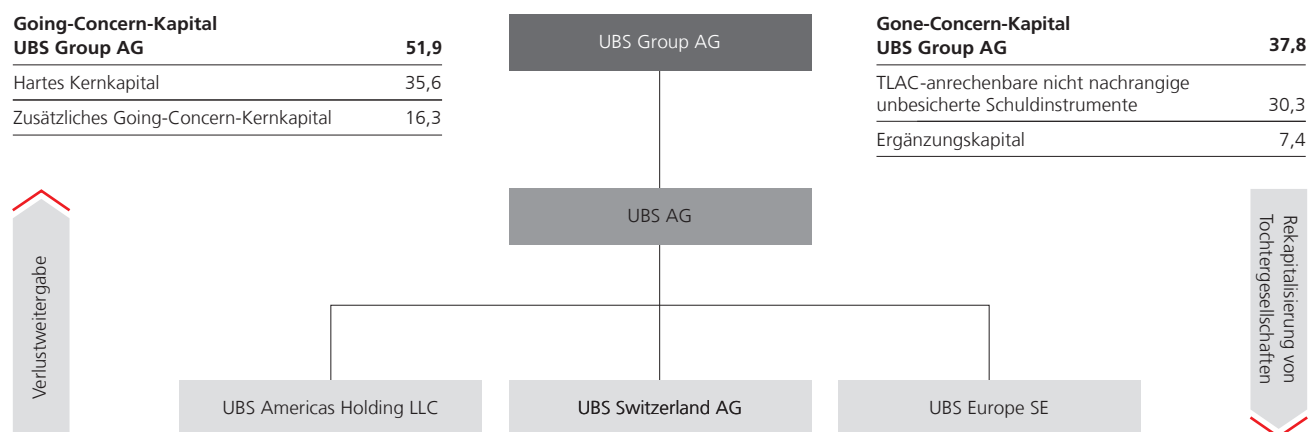 Going-Concern-Kapital
UBS Group AG 51,9
Hartes Kernkapital 35,6
Zusätzliches Going-Concern-Kernkapital 16,3
UBS Group AG
Gone-Concern-Kapital
UBS Group AG 37,8
TLAC-anrechenbare nicht nachrangige
unbesicherte Schuldinstrumente 30,3
Ergänzungskapital 7,4
UBS AG
Verlustweitergabe
Rekapitalisierung von
Tochtergesellschaften
UBS Americas Holding LLC
UBS Switzerland AG
UBS Europe SE